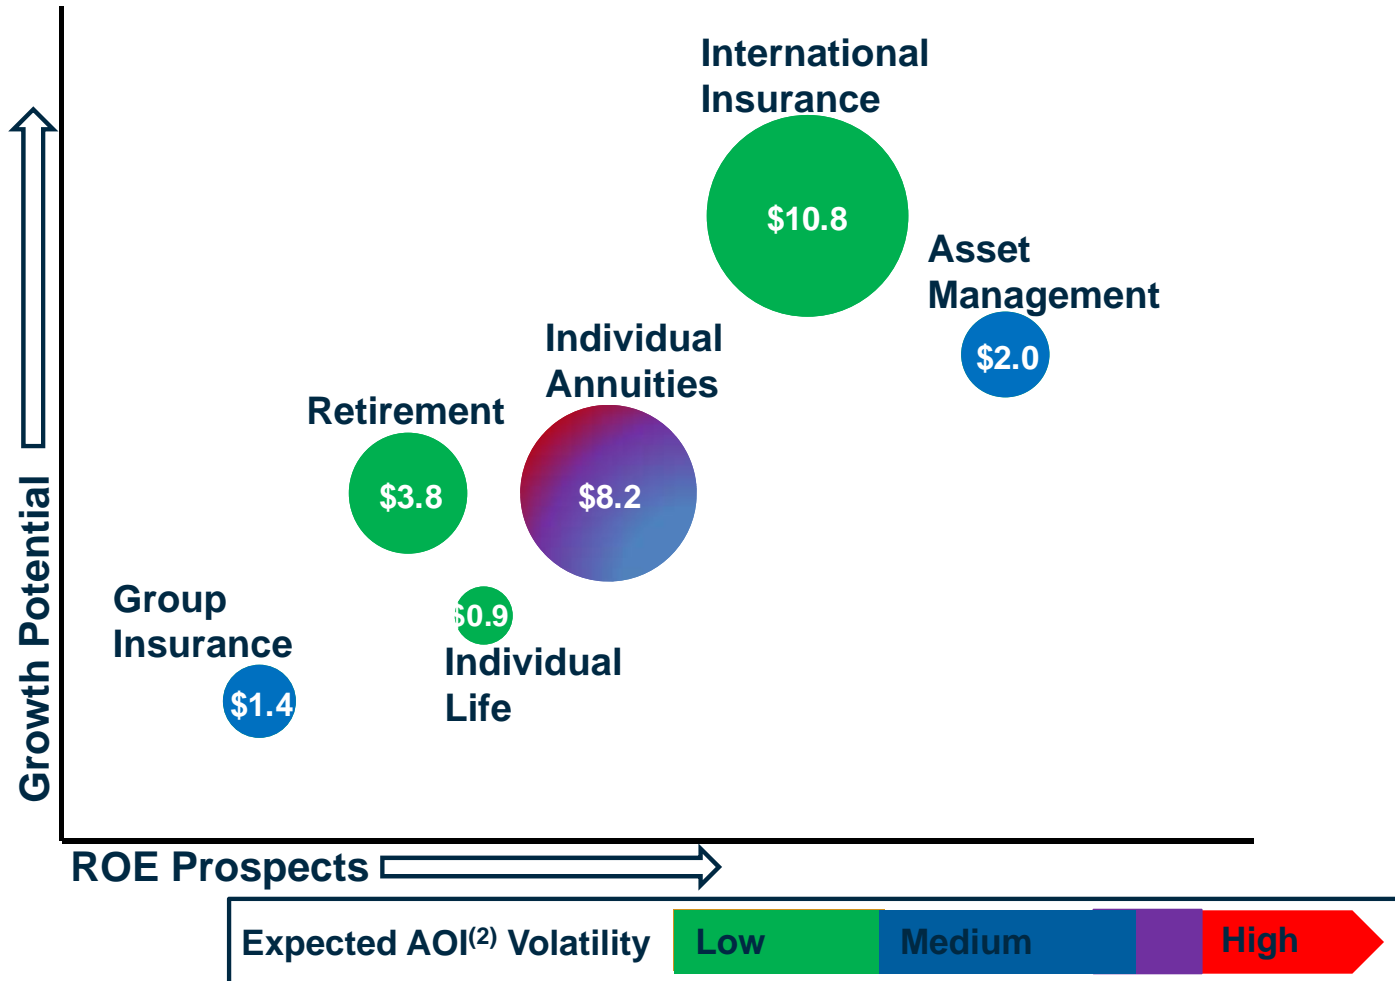 International
Insurance
$10.8
Asset
Management
$2.0
Individual
Annuities
$8.2
Retirement
$3.8
Group
Insurance
$1.4
$0.9
Individual
Life
Growth Potential
ROE Prospects
Expected AOI(2) Volatility
Low
Medium
High